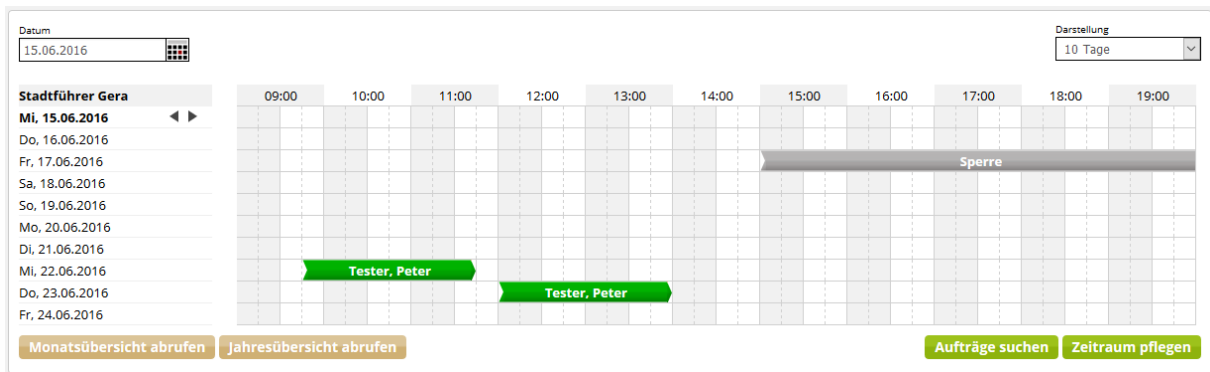 Datum
15.06.2016
Darstellung
10 Tage
Stadtführer Gera 09:00 10:00 11:00 12:00 13:00 14:00 15:00 16:00 17:00 18:00 19:00
Mi, 15.06.2016
Do, 16.06.2016
Fr, 17.06.2016 Sperre
Sa, 18.06.2016
So, 19.06.2016
Mo, 20.06.2016
Di, 21.06.2016
Mi, 22.06.2016 Tester, Peter
Do, 23.06.2016 Tester, Peter
Fr, 24.06.2016
Monatsübersicht abrufen Jahresübersicht abrufen Aufträge suchen Zeitraum pflegen